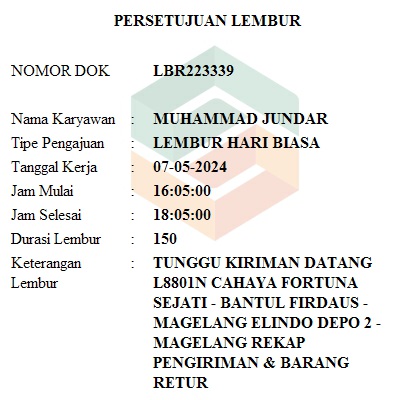 PERSETUJUAN LEMBUR
NOMOR DOK LBR223339
Nama Karyawan : MUHAMMAD JUNDAR
Tipe Pengajuan : LEMBUR HARI BIASA
Tanggal Kerja : 07-05-2024
Jam Mulai : 16:05:00
Jam Selesai : 18:05:00
Durasi Lembur : 150
Keterangan : TUNGGU KIRIMAN DATANG
Lembur L8801N CAHAYA FORTUNA
SEJATI - BANTUL FIRDAUS -
MAGELANG ELINDO DEPO 2 -
MAGELANG REKAP
PENGIRIMAN & BARANG
RETUR